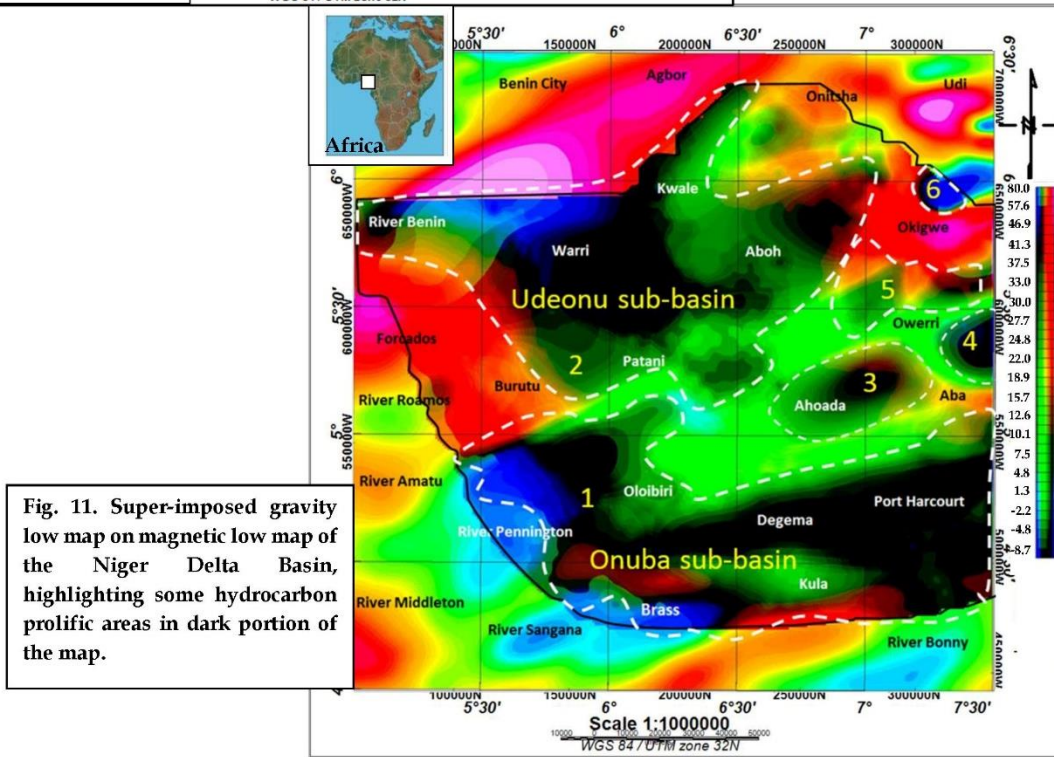 Africa
5°30'
150000N
6°
200000N
6°30'
250000N
7°
300000N
6°30'
Benin City
Agbor
Onitsha
Udi
Kwale
6
River Benin
650000W
Okigwe
Warri
Aboh
Udeonu sub-basin
5
5°30'
600000W
Owerri
4
Forcados
2
Patani
3
Burutu
Ahoada
Aba
River Roamos
5°
550000W
River Amatu
1
Oloibiri
Port Harcourt
Degema
River Pennington
Onuba sub-basin
Kula
River Middleton
Brass
River Sangana
River Bonny
80.0
57.6
46.9
41.3
37.5
33.0
30.0
27.7
24.8
22.0
18.9
15.7
12.6
10.1
7.5
4.8
1.3
-2.2
-4.8
-8.7
100000N
150000N
200000N
250000N
300000N
5°30'
6°
6°30'
7°
7°30'
Scale 1:1000000
WGS 84 / UTM zone 32N
Fig. 11. Super-imposed gravity
low map on magnetic low map of
the Niger Delta Basin,
highlighting some hydrocarbon
prolific areas in dark portion of
the map.